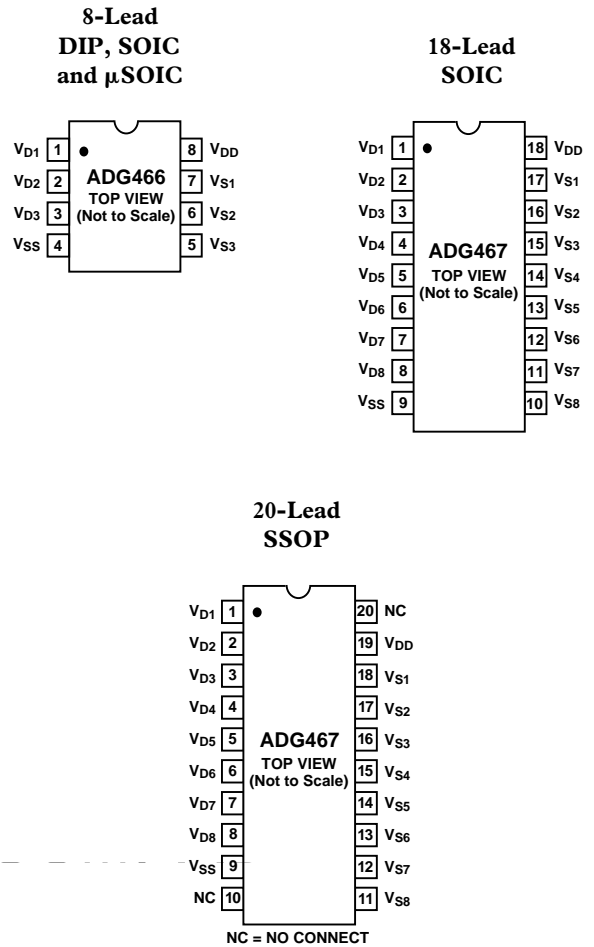 8-Lead
DIP, SOIC
and μSOIC
VD1 1 8 VDD
VD2 2 ADG466 7 VS1
TOP VIEW
VD3 3 (Not to Scale) 6 VS2
VSS 4 5 VS3
18-Lead
SOIC
VD1 1 18 VDD
VD2 2 17 VS1
VD3 3 16 VS2
VD4 4 ADG467 15 VS3
VD5 5 TOP VIEW 14 VS4
(Not to Scale)
VD6 6 13 VS5
VD7 7 12 VS6
VD8 8 11 VS7
VSS 9 10 VS8
20-Lead
SSOP
VD1 1 20 NC
VD2 2 19 VDD
VD3 3 18 VS1
VD4 4 17 VS2
VD5 5 ADG467 16 VS3
TOP VIEW
VD6 6 (Not to Scale) 15 VS4
VD7 7 14 VS5
VD8 8 13 VS6
VSS 9 12 VS7
NC 10 11 VS8
NC = NO CONNECT